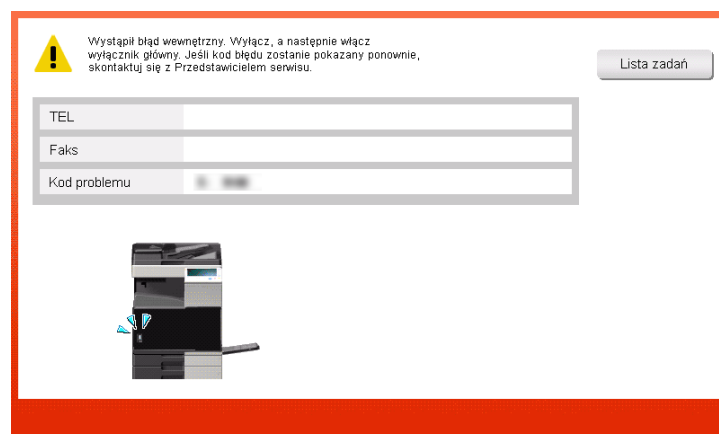 Wystąpił błąd wewnętrzny. Wyłącz, a następnie włącz
wyłącznik główny. Jeśli kod błędu zostanie pokazany ponownie,
skontaktuj się z Przedstawicielem serwisu.
Lista zadań
TEL
Faks
Kod problemu